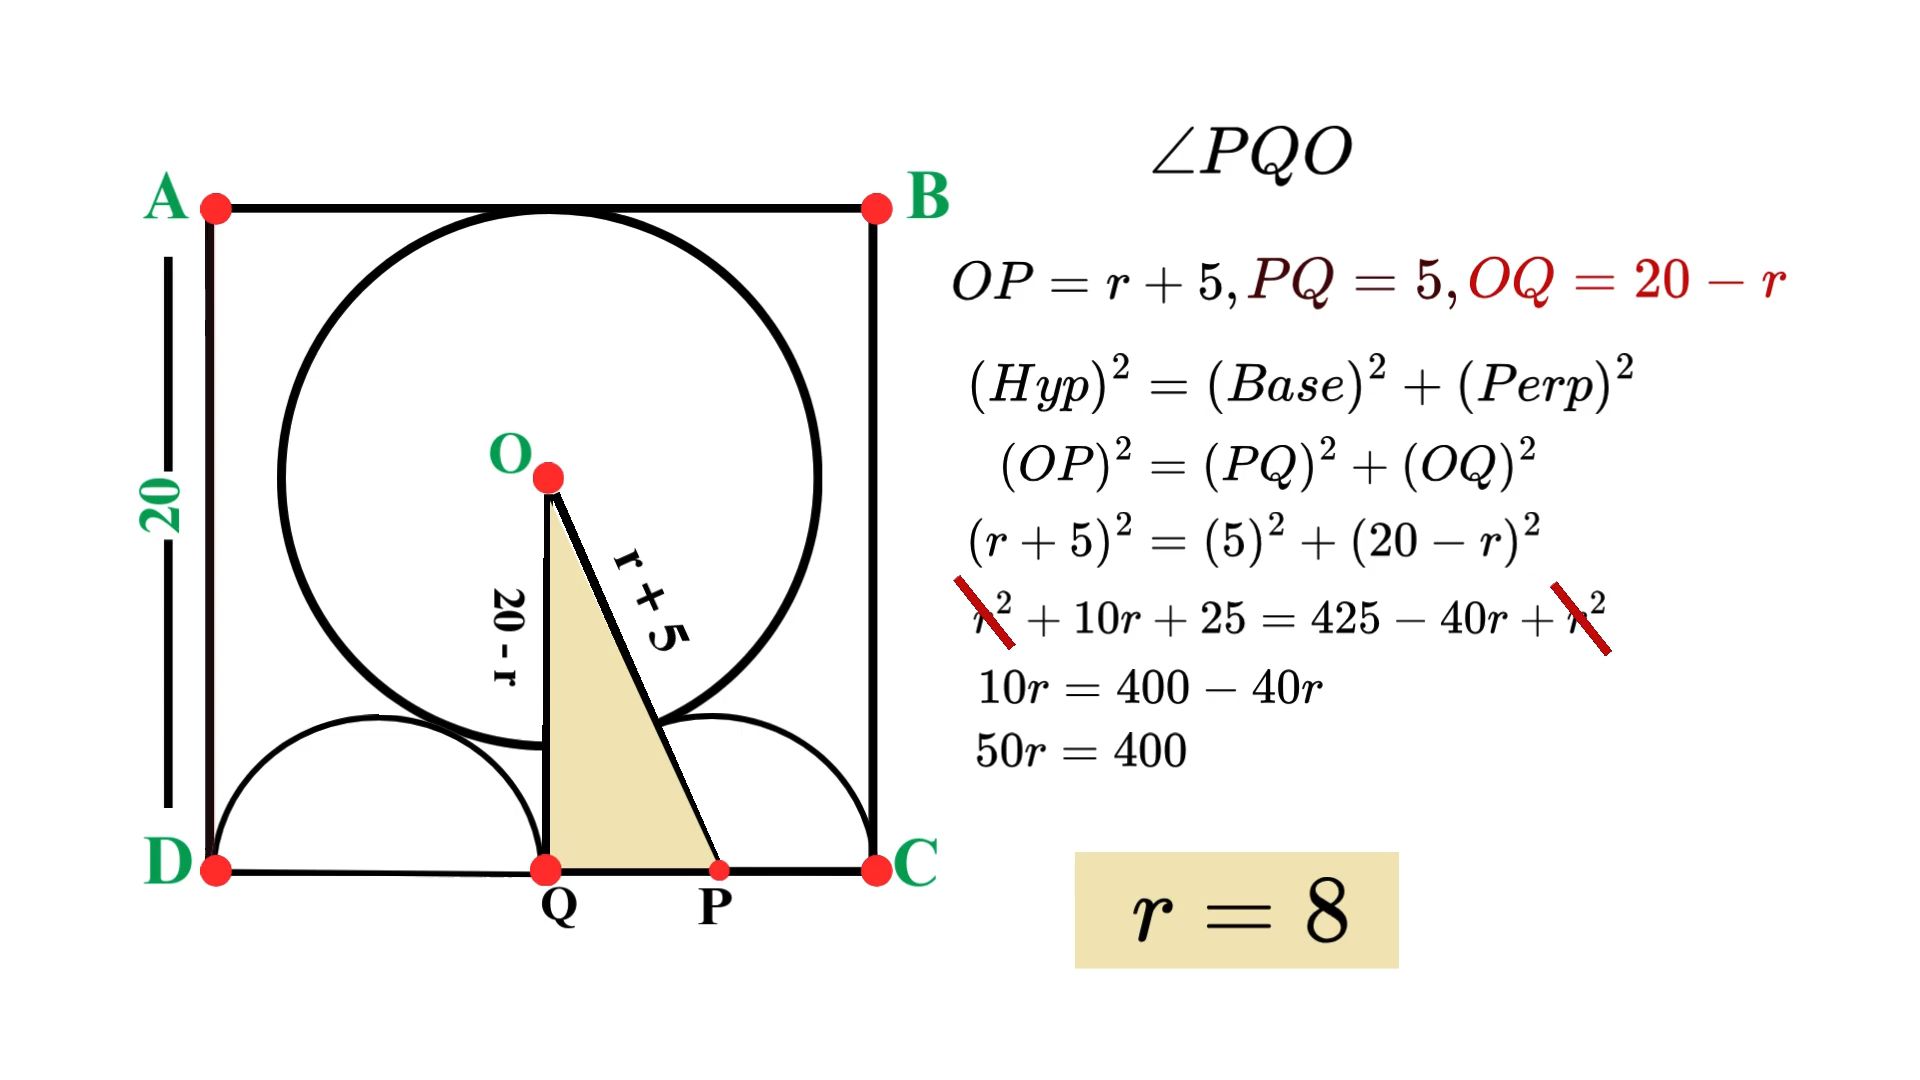 A
B
20
O
20 - r
r + 5
D
C
Q
P
∠PQO
OP = r + 5, PQ = 5, OQ = 20 − r
(Hyp)² = (Base)² + (Perp)²
(OP)² = (PQ)² + (OQ)²
(r + 5)² = (5)² + (20 − r)²
r² + 10r + 25 = 425 − 40r + r²
10r = 400 − 40r
50r = 400
r = 8